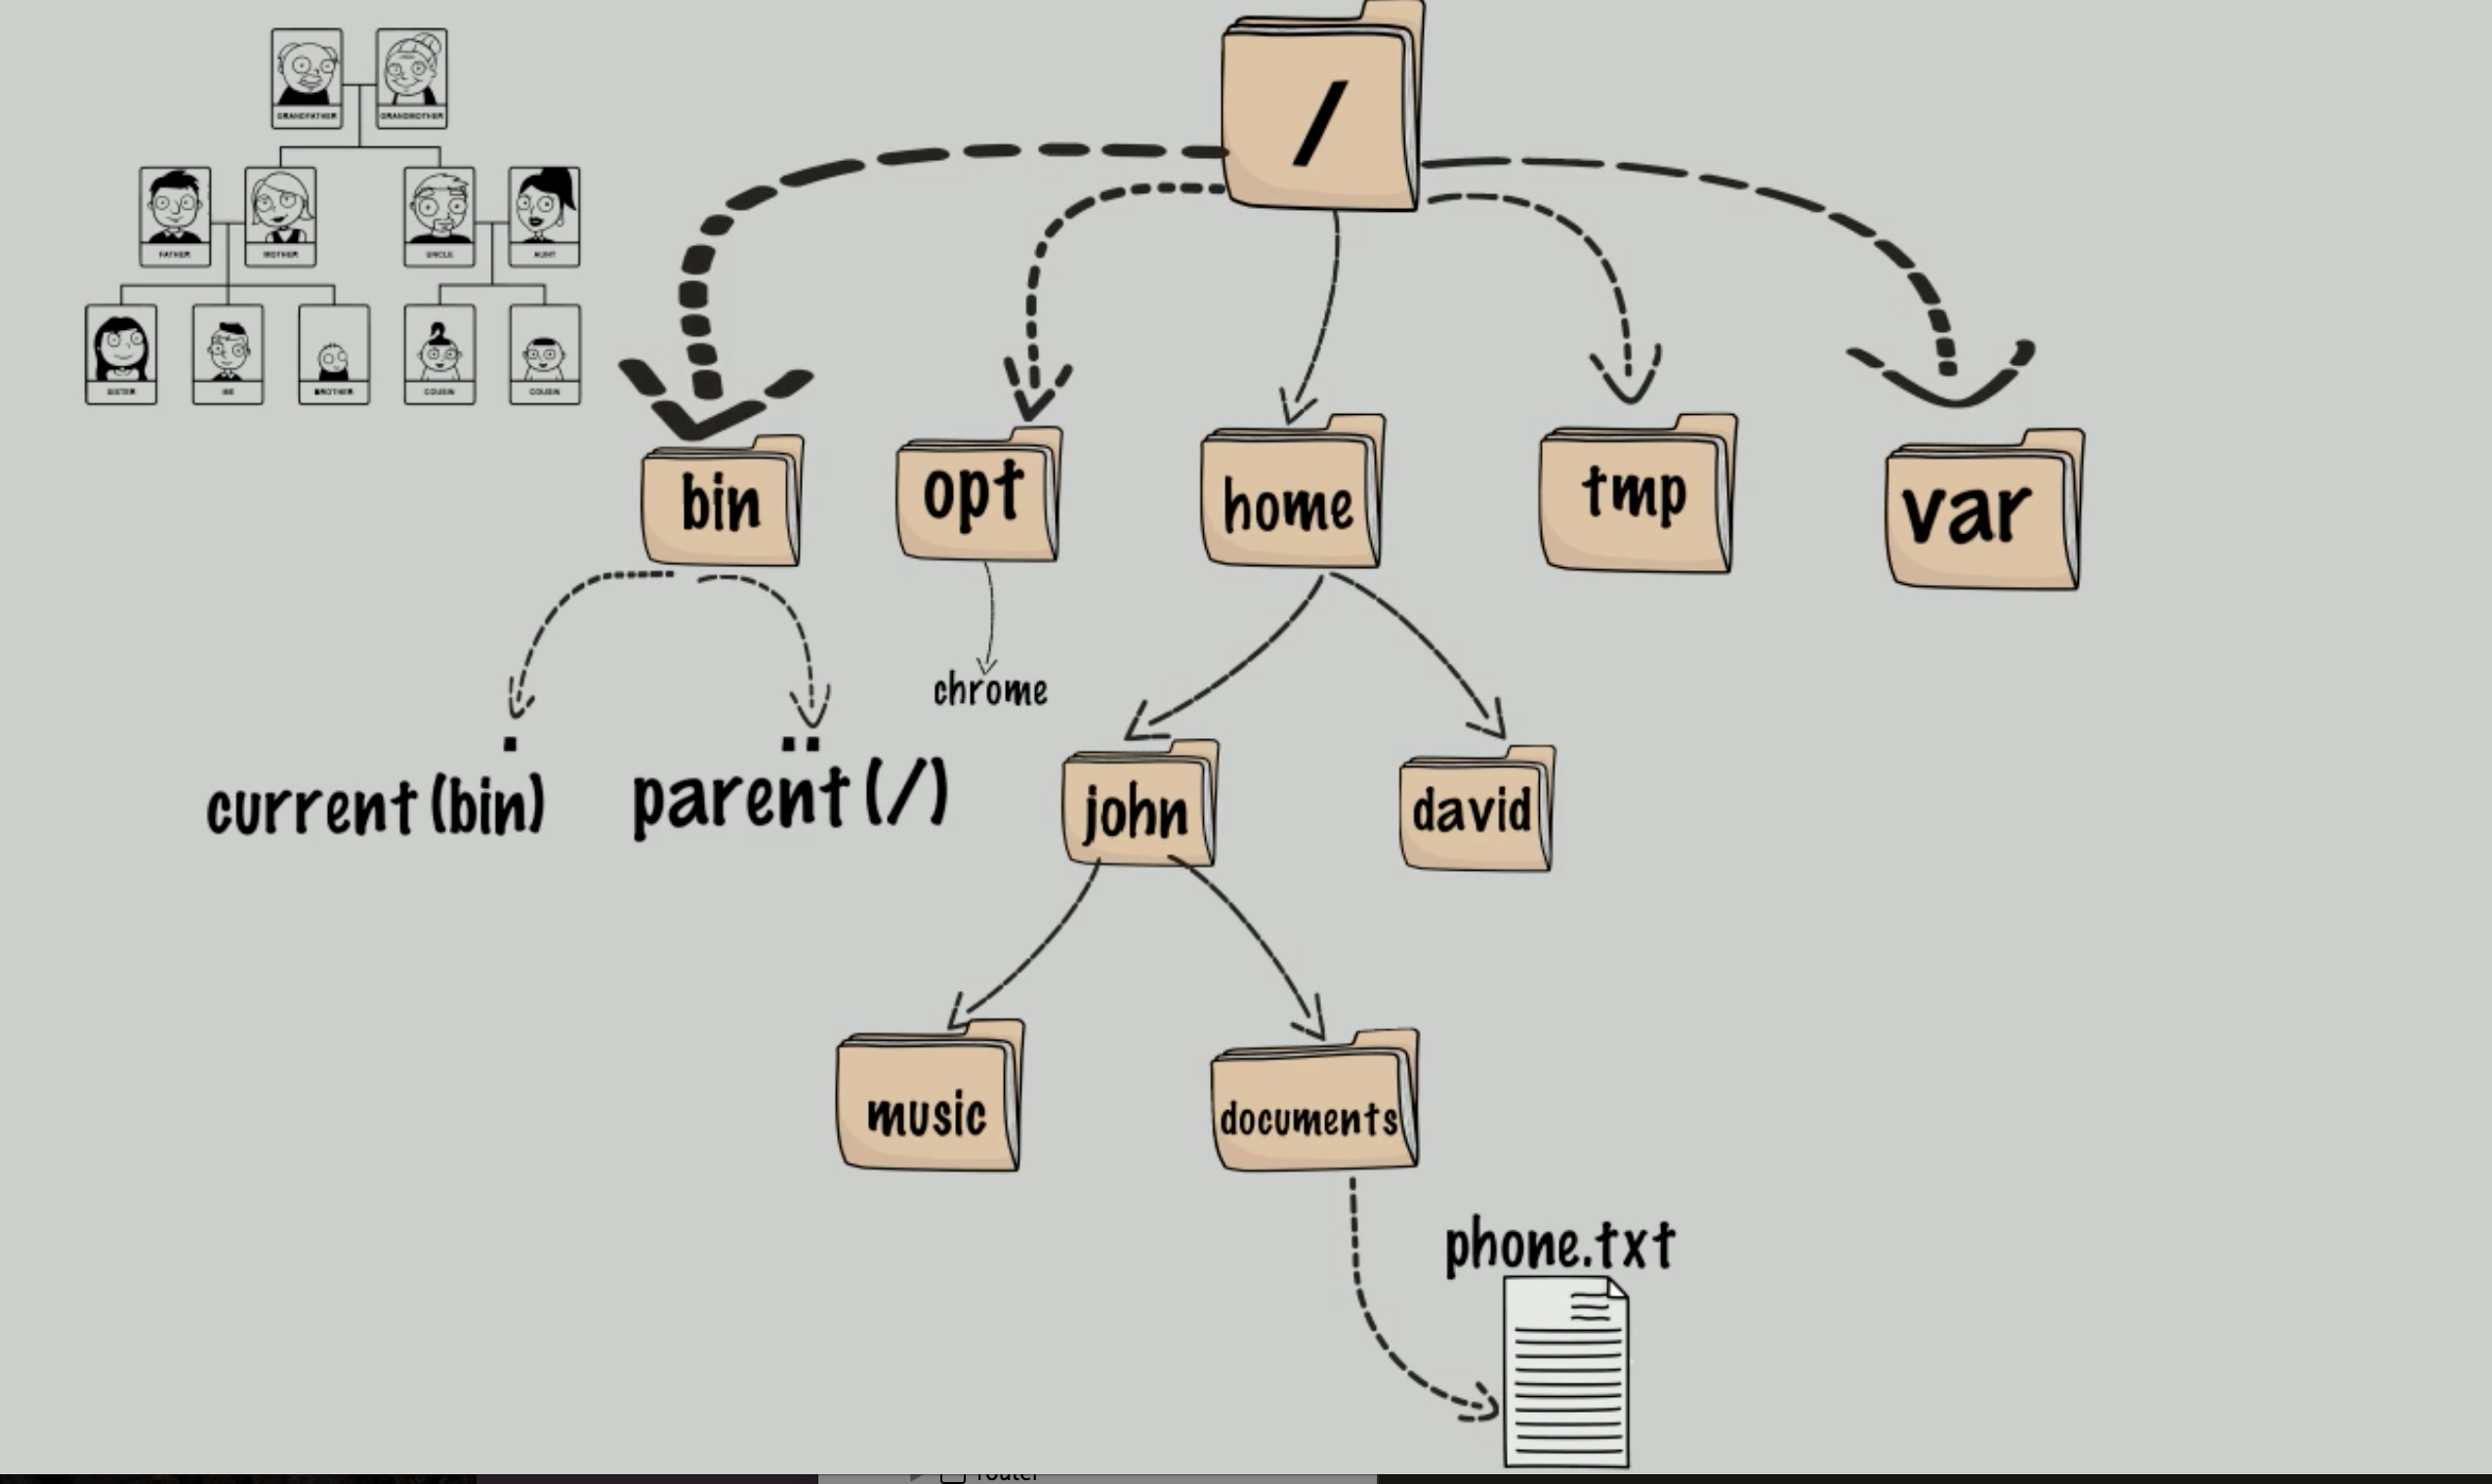 GRANDFATHER GRANDMOTHER
FATHER MOTHER UNCLE AUNT
SISTER ME BROTHER COUSIN COUSIN
/
bin opt home tmp var
chrome
. ..
current (bin) parent (/)
john david
music documents
phone.txt
router